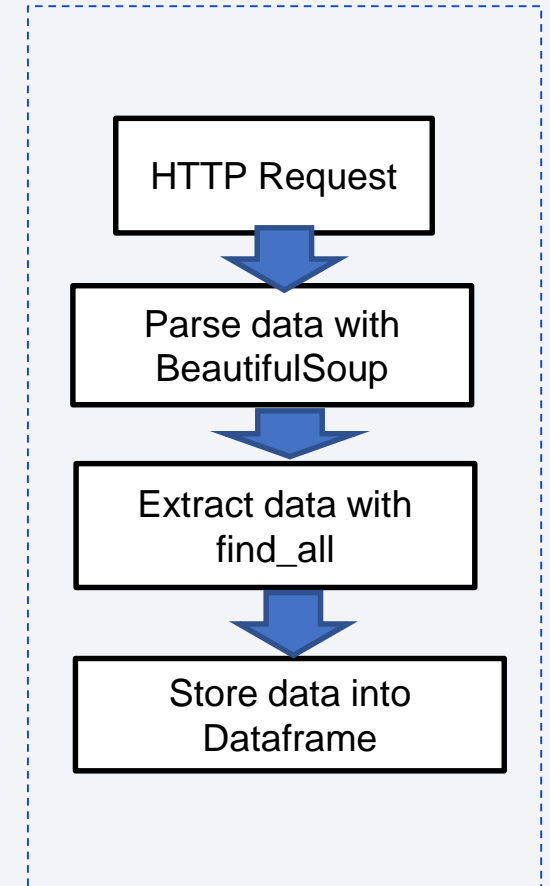 HTTP Request
Parse data with
BeautifulSoup
Extract data with
find_all
Store data into
Dataframe